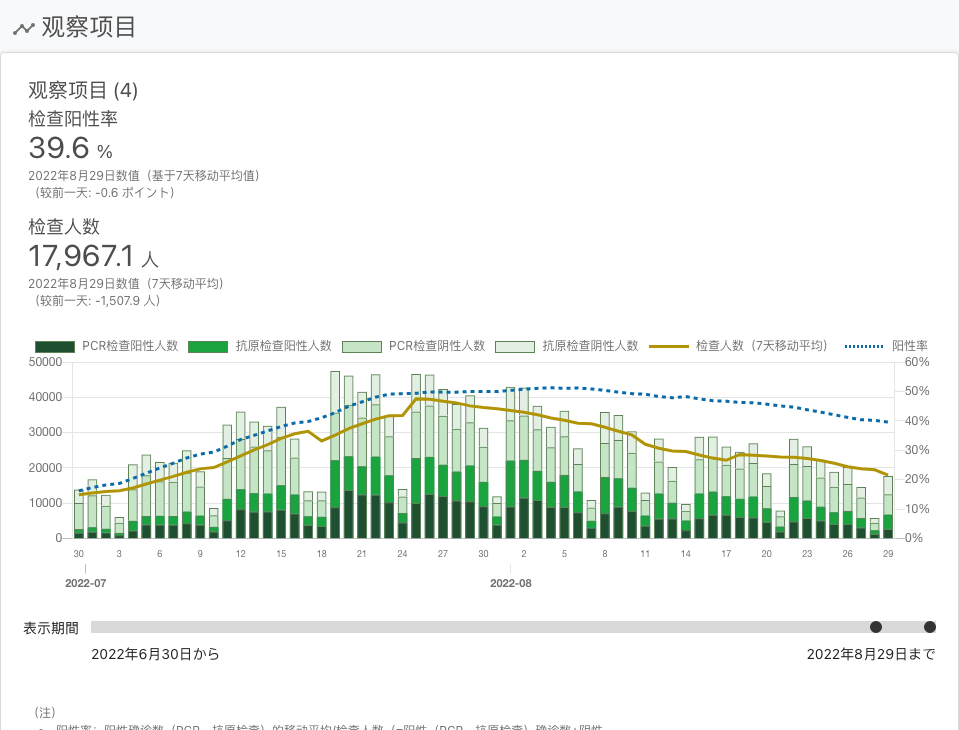 观察项目
观察项目 (4)
检查阳性率
39.6 %
2022年8月29日数值（基于7天移动平均值）
（较前一天: -0.6 ポイント）
检查人数
17,967.1 人
2022年8月29日数值（7天移动平均）
（较前一天: -1,507.9 人）
PCR检查阳性人数 抗原检查阳性人数 PCR检查阴性人数 抗原检查阴性人数 检查人数（7天移动平均） 阳性率
50000 60%
40000 50%
30000 40%
20000 30%
10000 20%
0 10%
0%
30 3 6 9 12 15 18 21 24 27 30 2 5 8 11 14 17 20 23 26 29
2022-07 2022-08
表示期間
2022年6月30日から 2022年8月29日まで
（注）